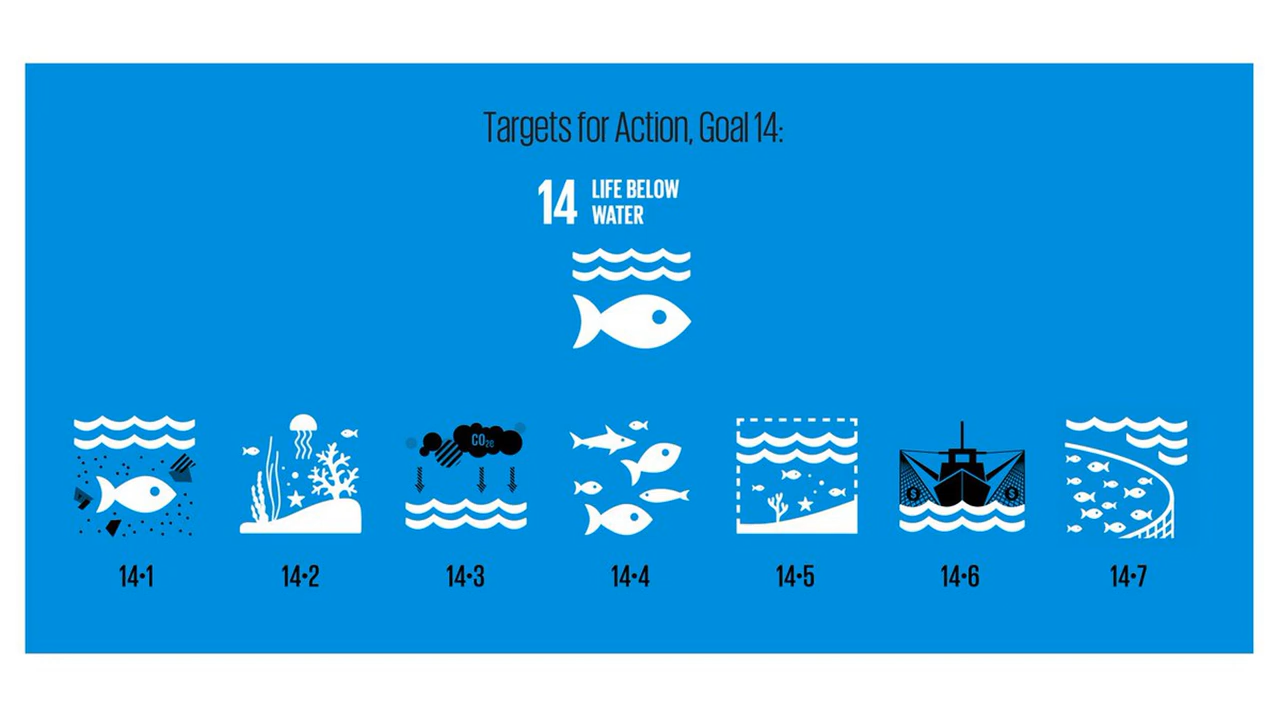 Targets for Action, Goal 14:
14 LIFE BELOW
WATER
CO₂e
14•1 14•2 14•3 14•4 14•5 14•6 14•7